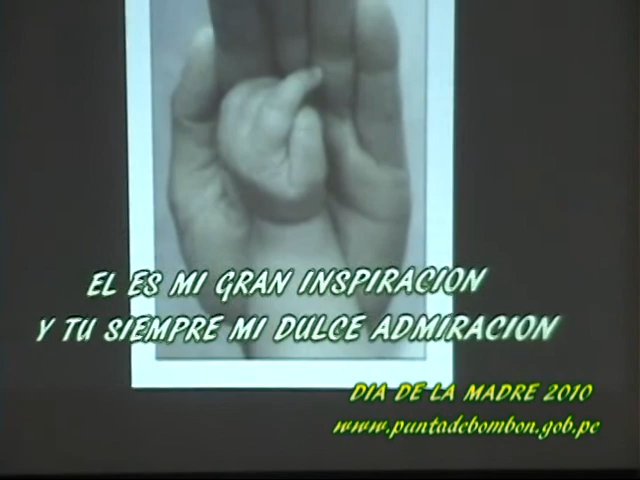 EL ES MI GRAN INSPIRACION
Y TU SIEMPRE MI DULCE ADMIRACION
DIA DE LA MADRE 2010
www.puntadebombon.gob.pe